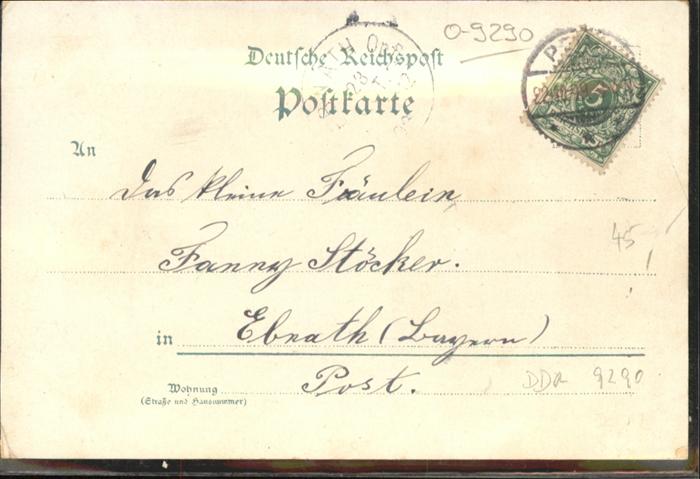 O-9290
Deutsche Reichspost
Postkarte
An
Das kleine Fräulein
Fanny Stöcker.
45
in Ebrath (Bayern)
Post.
DDR 9290
Wohnung
(Straße und Hausnummer)
5